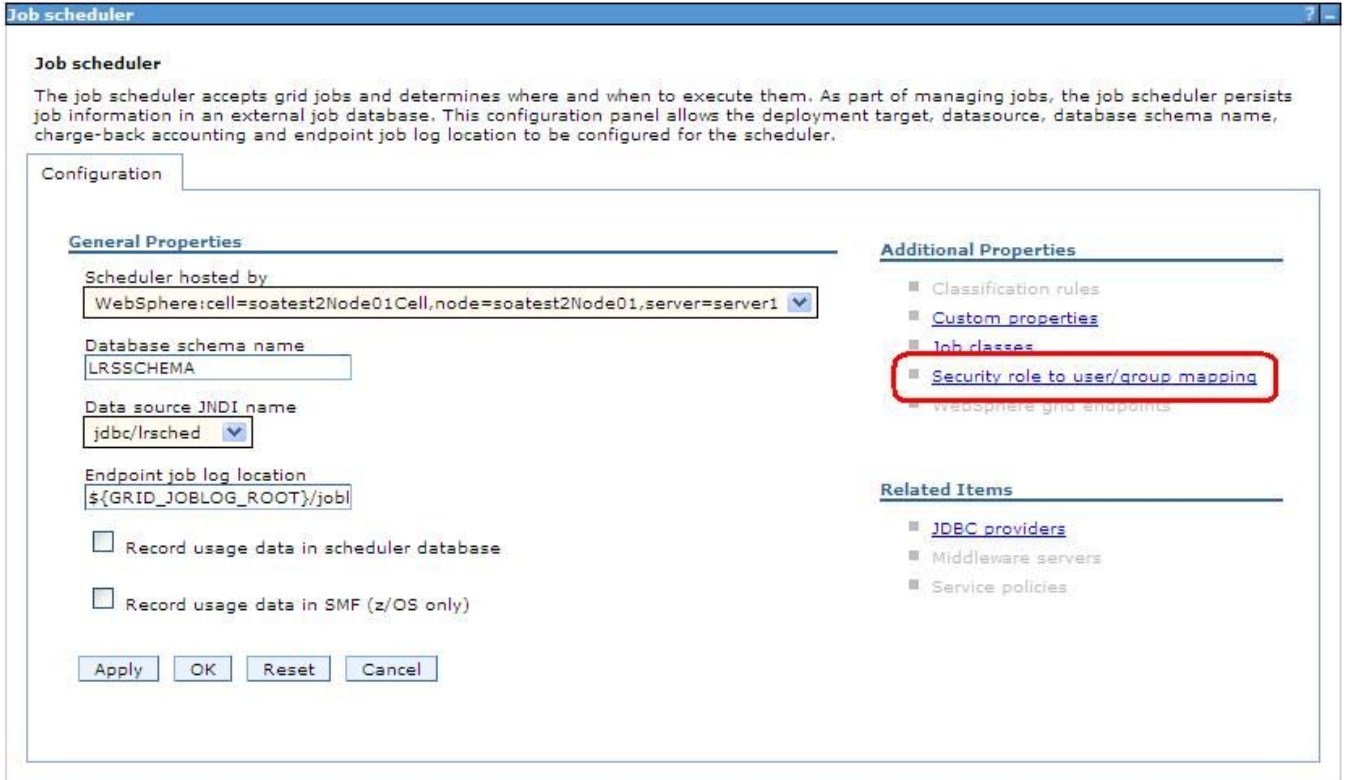 Job scheduler
? -
Job scheduler
The job scheduler accepts grid jobs and determines where and when to execute them. As part of managing jobs, the job scheduler persists
job information in an external job database. This configuration panel allows the deployment target, datasource, database schema name,
charge-back accounting and endpoint job log location to be configured for the scheduler.
Configuration
General Properties
Scheduler hosted by
WebSphere:cell=soatest2Node01Cell,node=soatest2Node01,server=server1
Database schema name
LRSSCHEMA
Data source JNDI name
jdbc/lrsched
Endpoint job log location
${GRID_JOBLOG_ROOT}/jobl
Record usage data in scheduler database
Record usage data in SMF (z/OS only)
Apply OK Reset Cancel
Additional Properties
Classification rules
Custom properties
Job classes
Security role to user/group mapping
WebSphere grid endpoints
Related Items
JDBC providers
Middleware servers
Service policies